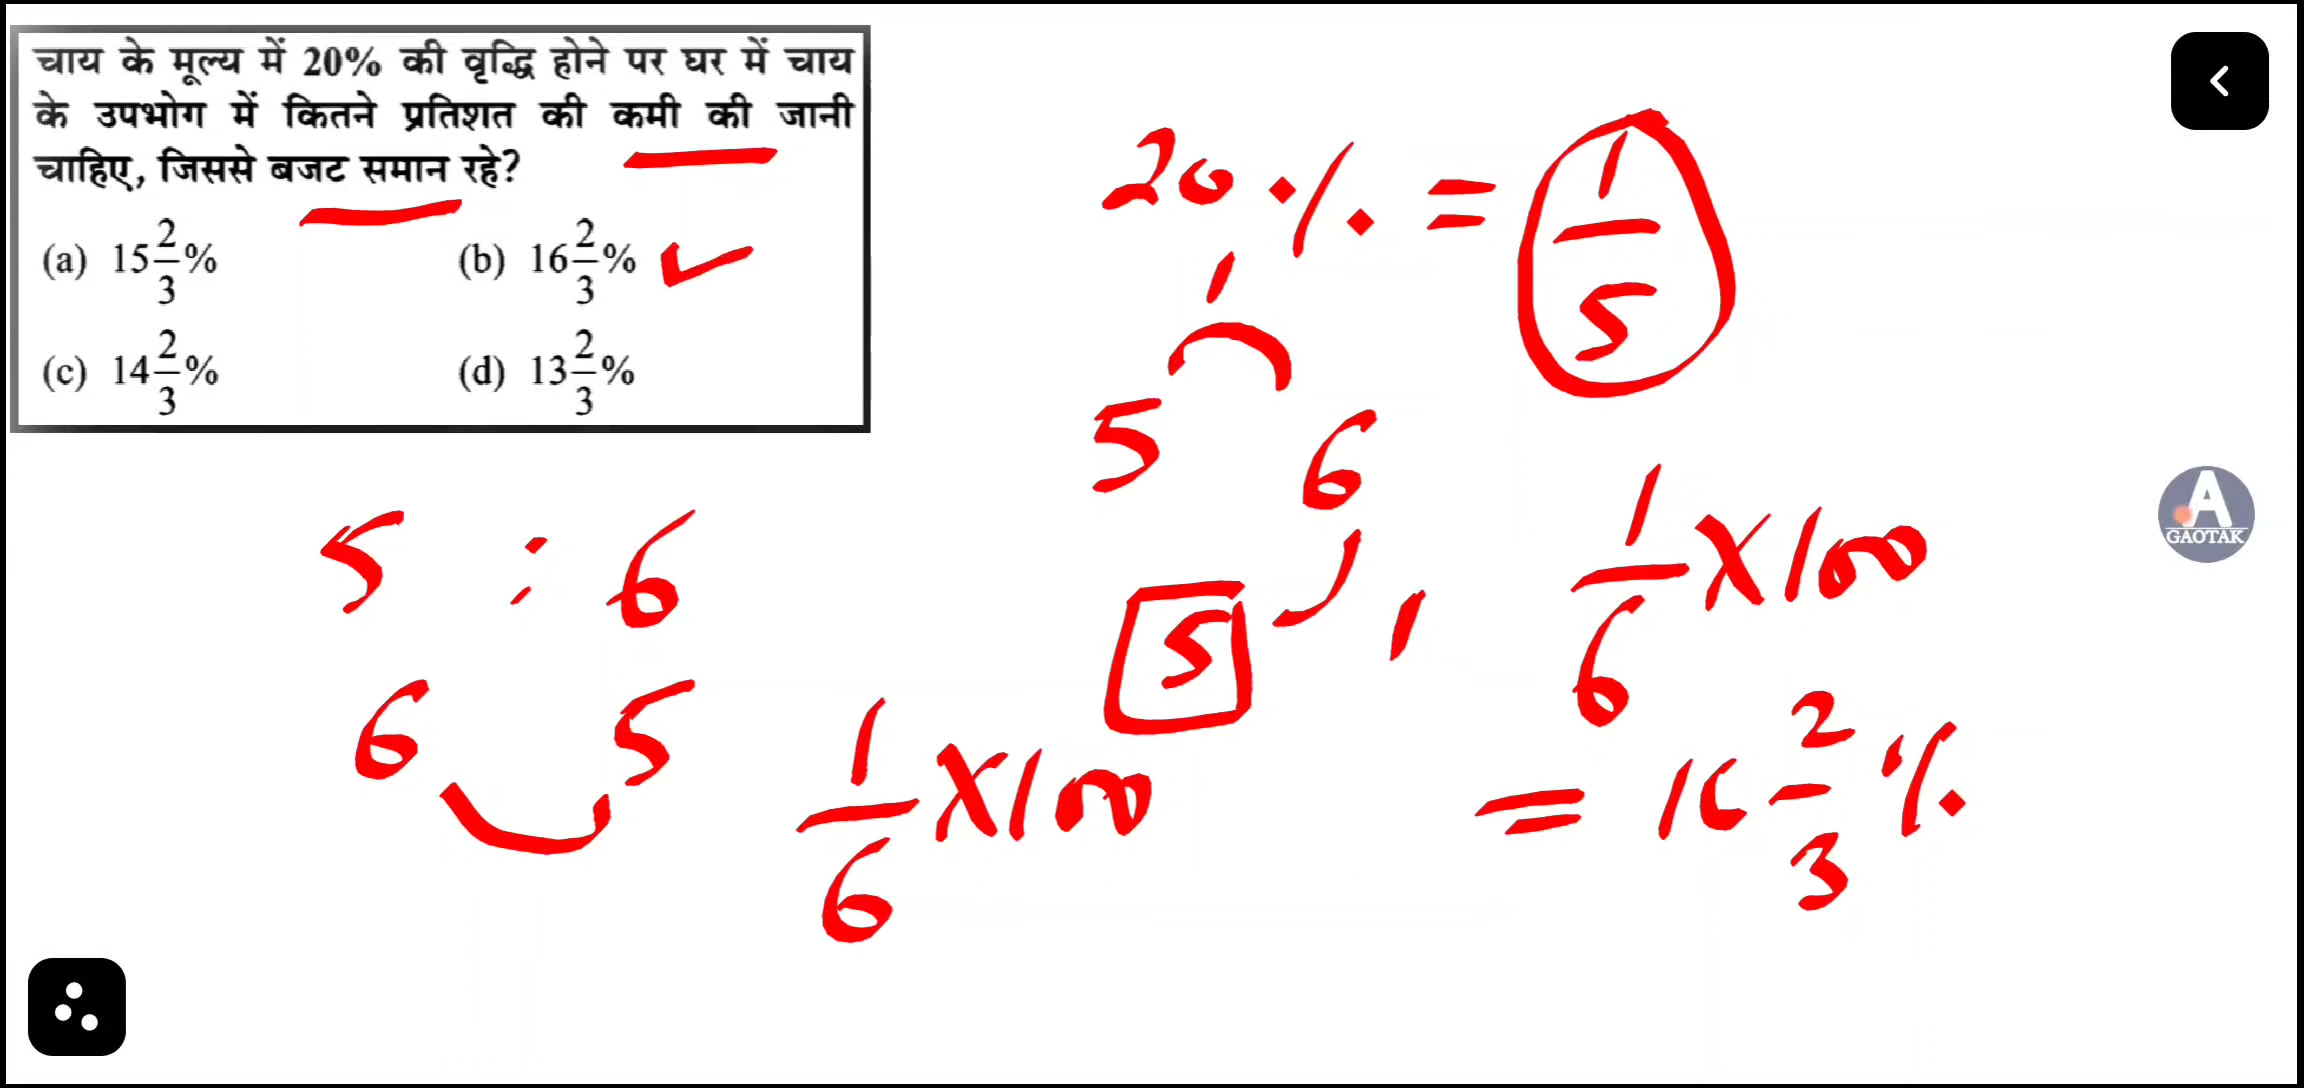 चाय के मूल्य में 20% की वृद्धि होने पर घर में चाय
के उपभोग में कितने प्रतिशत की कमी की जानी
चाहिए, जिससे बजट समान रहे?
(a) 15 2/3 % (b) 16 2/3 %
(c) 14 2/3 % (d) 13 2/3 %
20 % = 1/5
1
5 6
5 1
1/6 × 100
= 16 2/3 %
5 : 6
6 5
1/6 × 100
A
GAOTAK